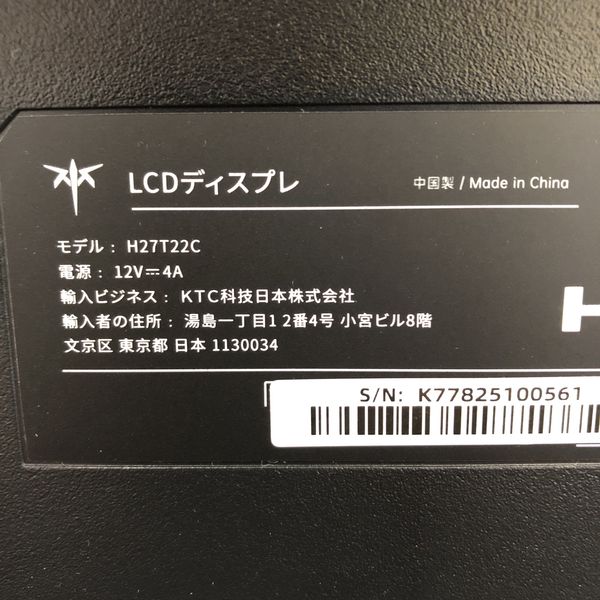 LCDディスプレ
中国製 / Made in China
モデル： H27T22C
電源： 12V⎓4A
輸入ビジネス： KTC科技日本株式会社
輸入者の住所： 湯島一丁目1 2番4号 小宮ビル8階
文京区 東京都 日本 1130034
H
S/N: K77825100561